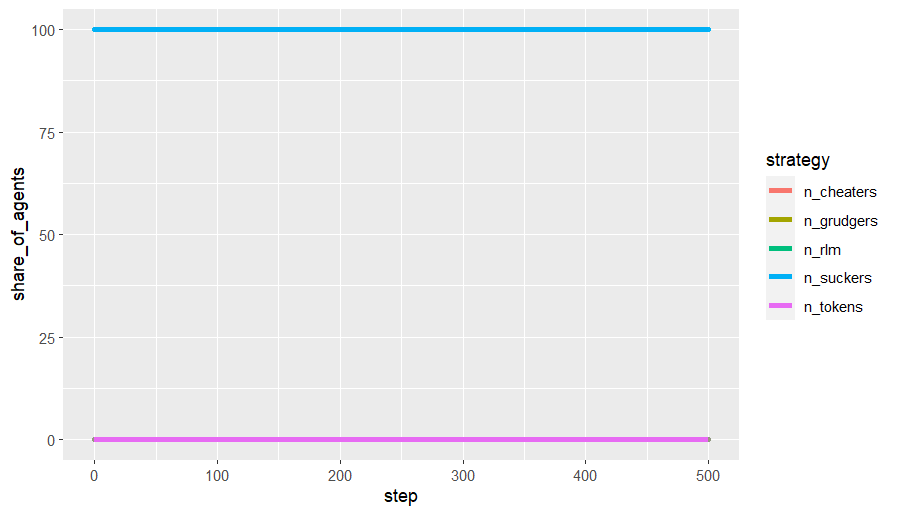 100
75
50
25
0
share_of_agents
0 100 200 300 400 500
step
strategy
n_cheaters
n_grudgers
n_rlm
n_suckers
n_tokens